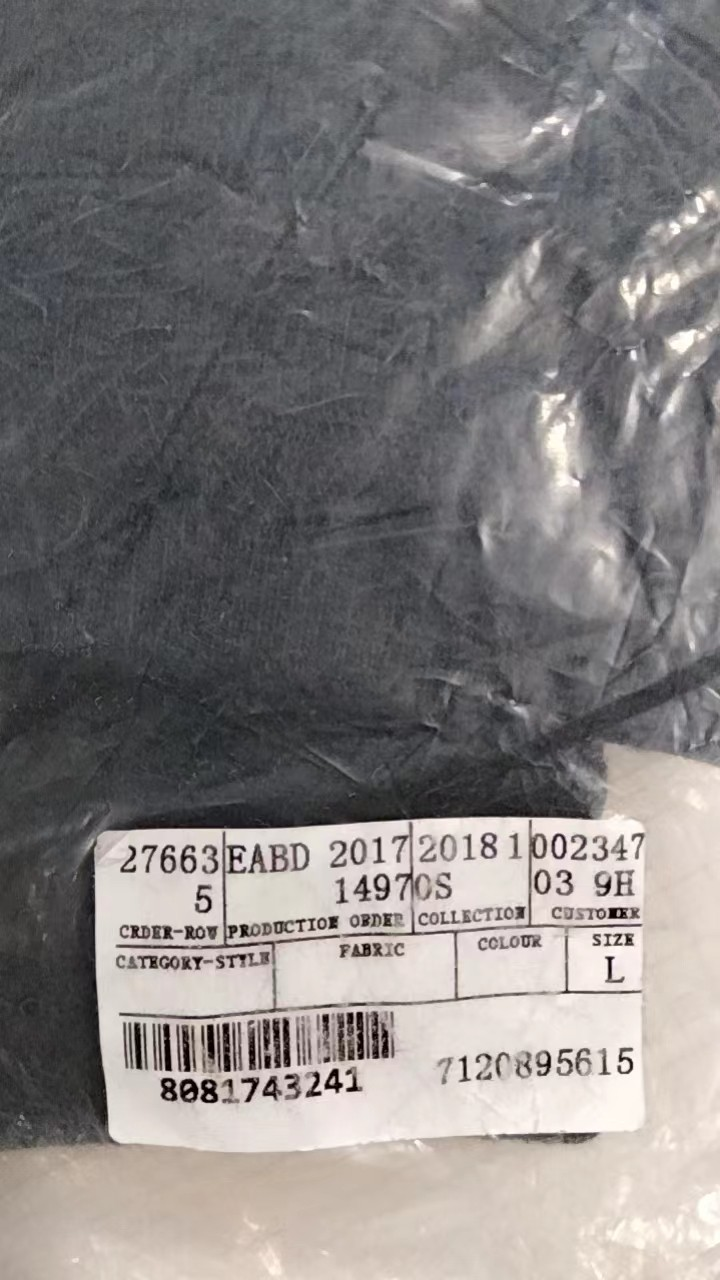 27663 EABD 2017 2018 1 002347
5 14970S 03 9H
CRDER-ROW PRODUCTION ORDER COLLECTION CUSTOMER
CATEGORY-STYLE FABRIC COLOUR SIZE
L
8081743241 7120895615